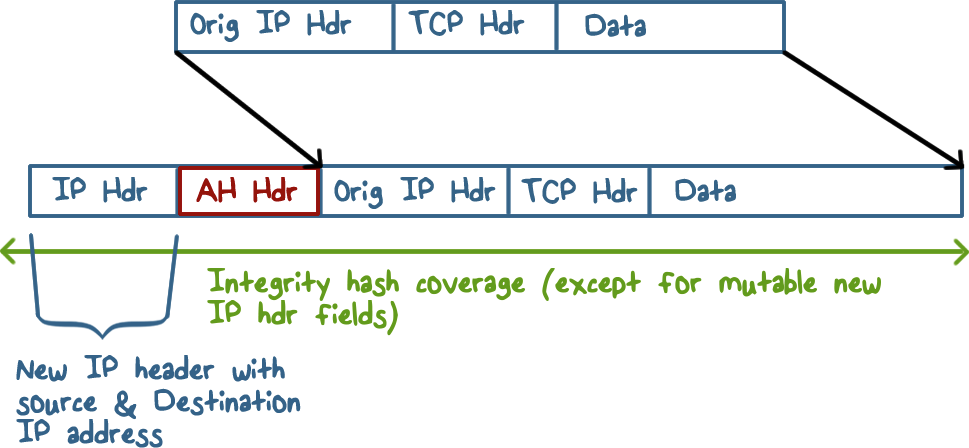 Orig IP Hdr TCP Hdr Data
IP Hdr AH Hdr Orig IP Hdr TCP Hdr Data
Integrity hash coverage (except for mutable new
IP hdr fields)
New IP header with
source & Destination
IP address